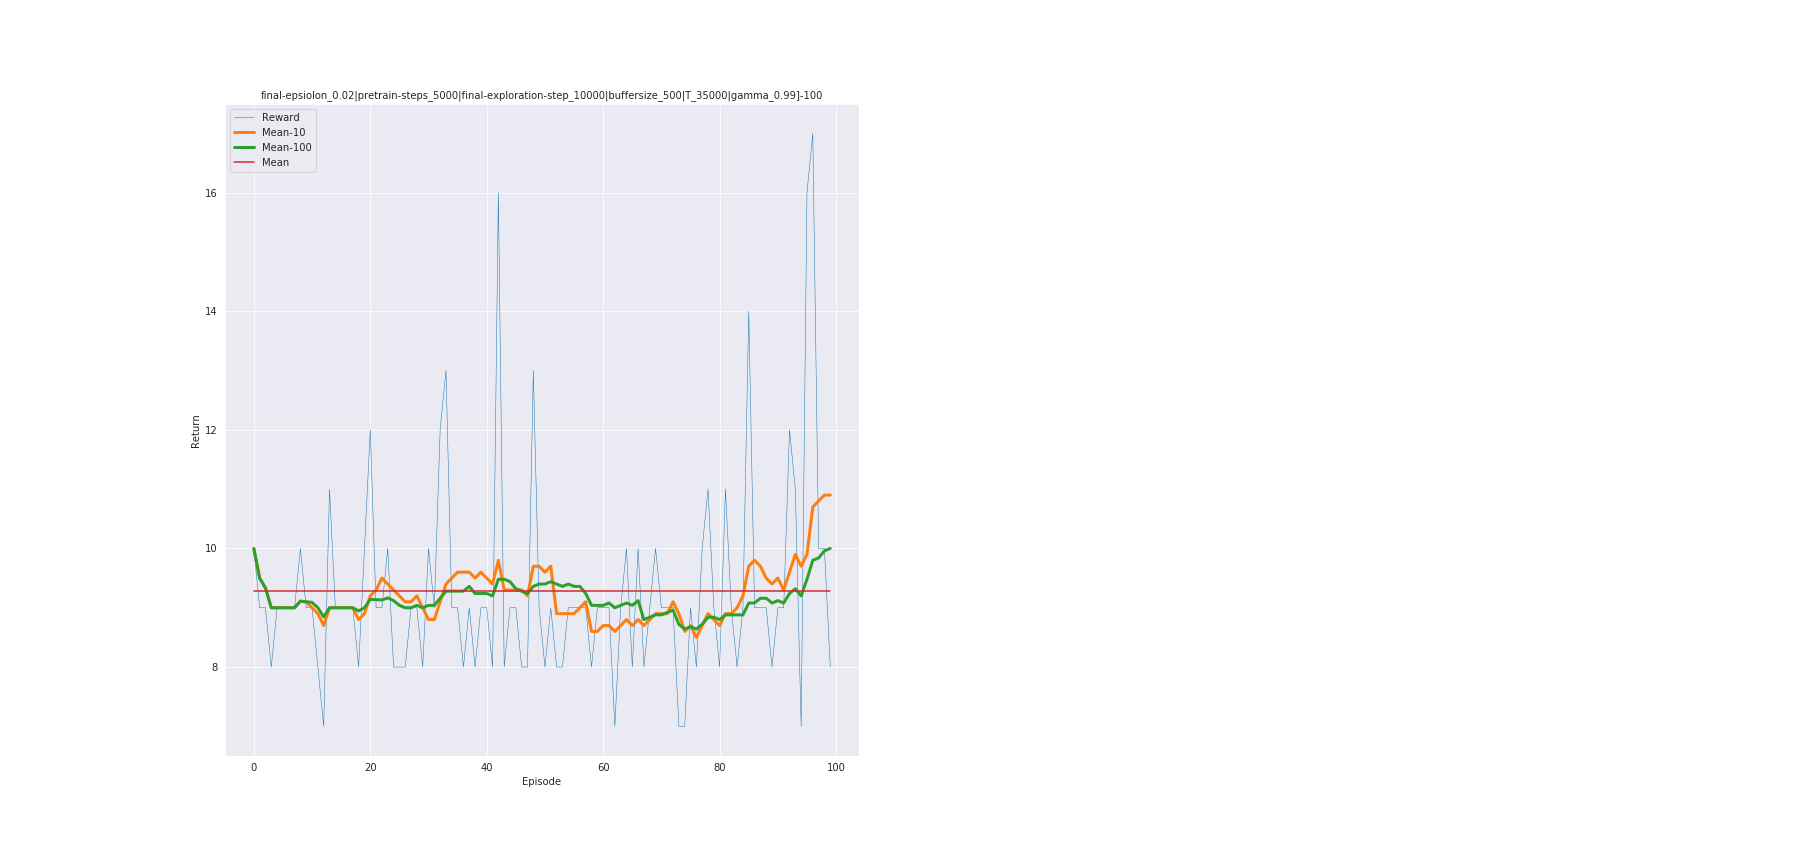 final-epsiolon_0.02|pretrain-steps_5000|final-exploration-step_10000|buffersize_500|T_35000|gamma_0.99]-100
Reward
Mean-10
Mean-100
Mean
16
14
12
10
8
Return
0 20 40 60 80 100
Episode